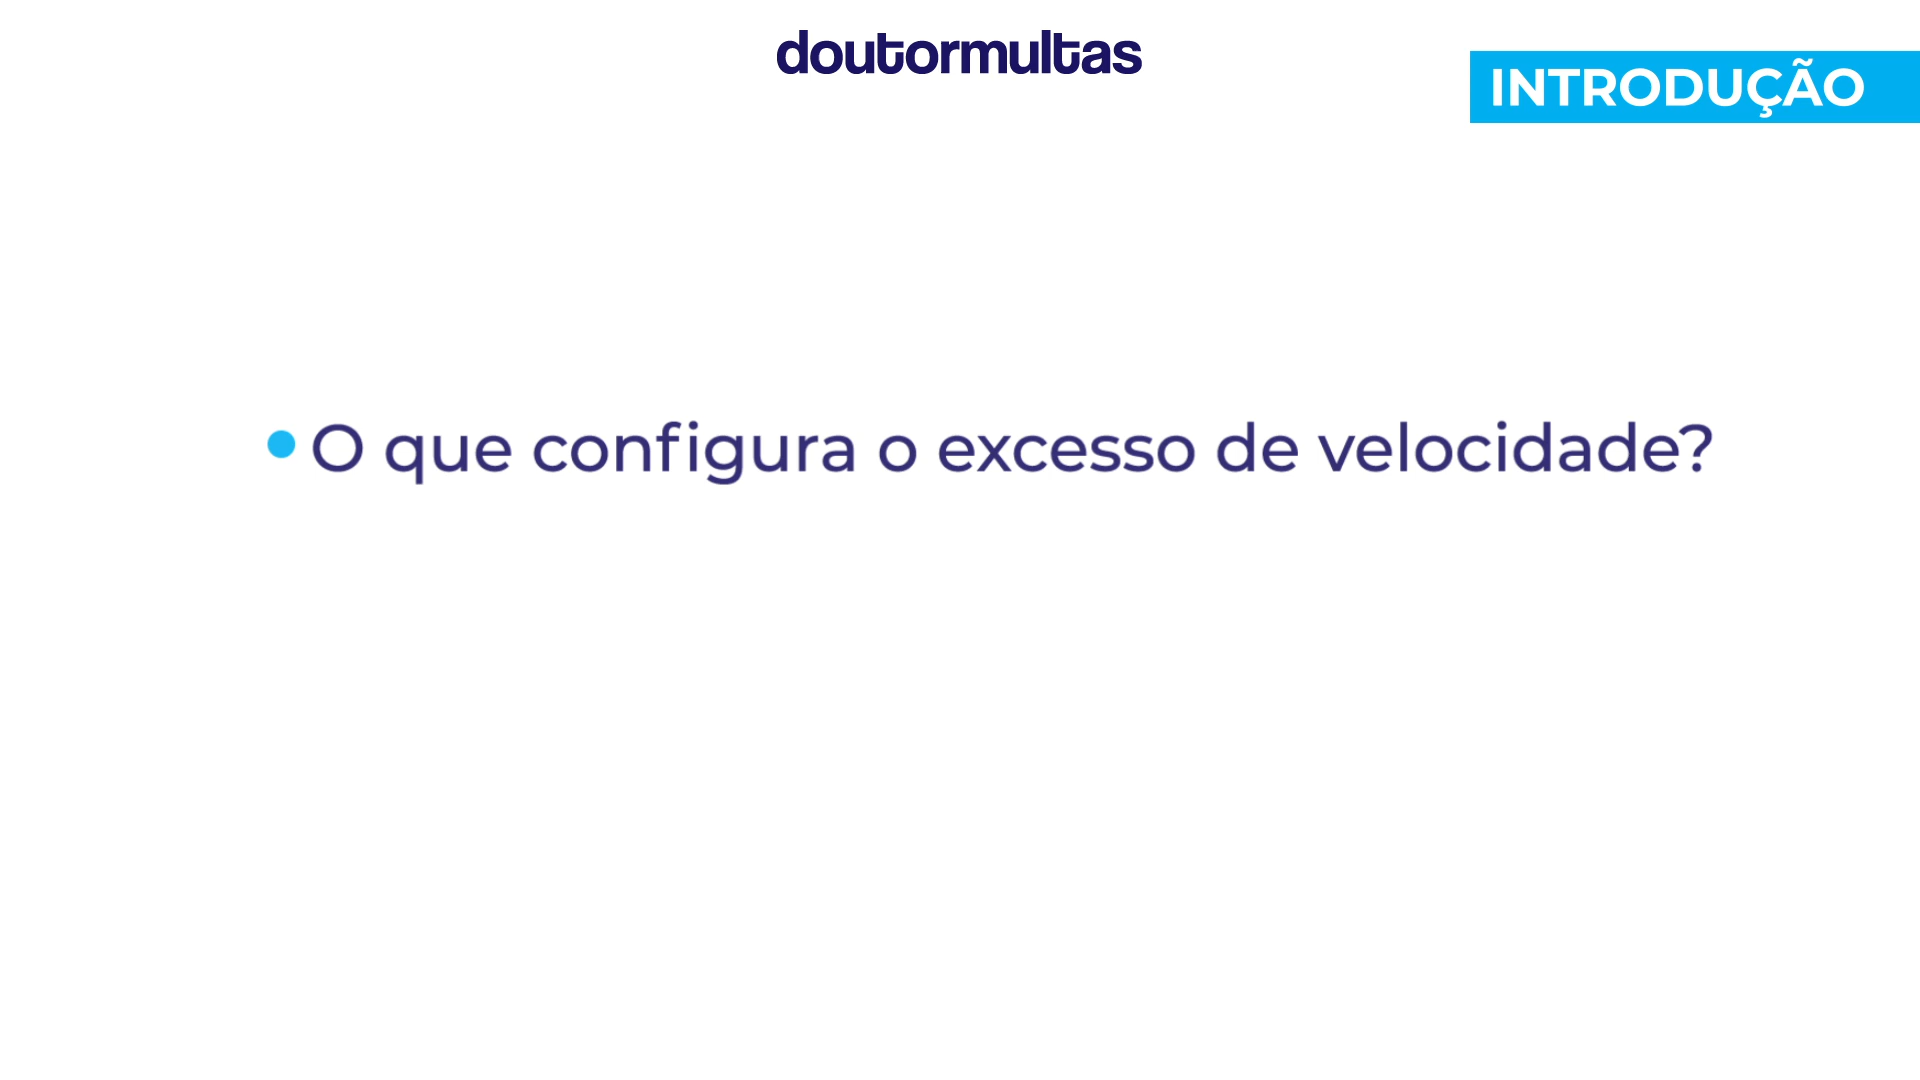 doutormultas
INTRODUÇÃO
• O que configura o excesso de velocidade?